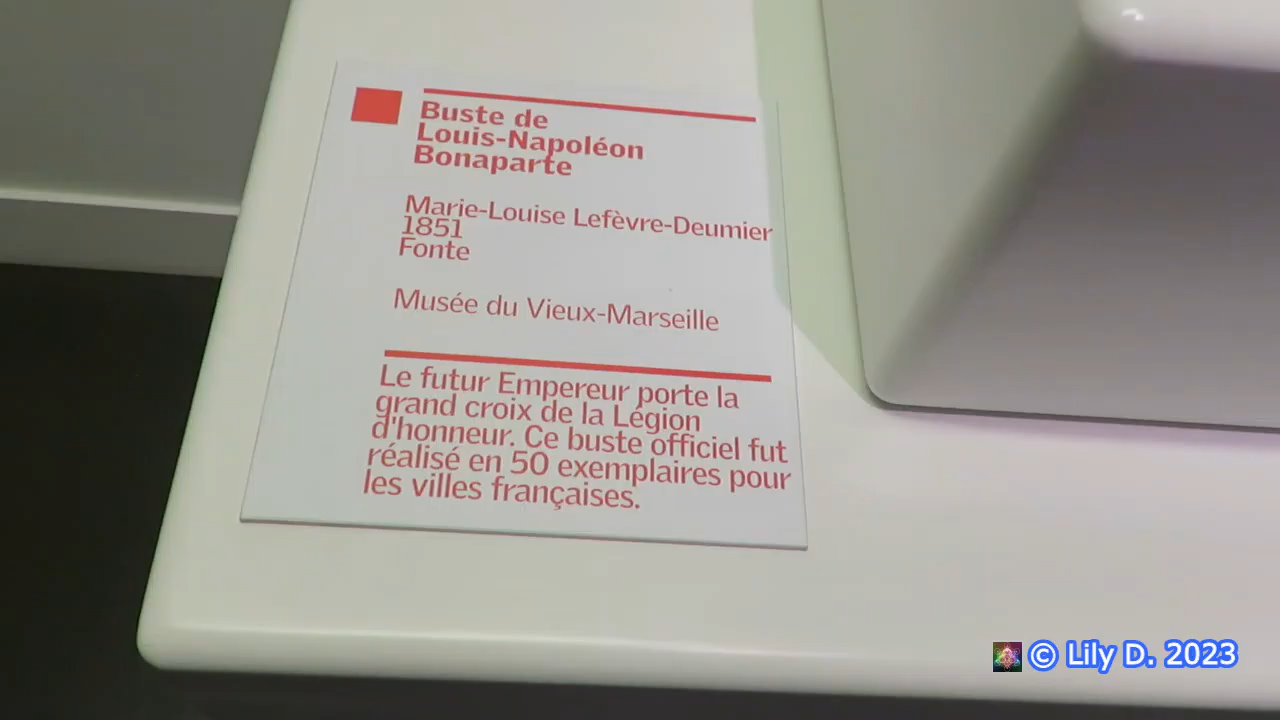 Buste de
Louis-Napoléon
Bonaparte
Marie-Louise Lefèvre-Deumier
1851
Fonte
Musée du Vieux-Marseille
Le futur Empereur porte la
grand croix de la Légion
d'honneur. Ce buste officiel fut
réalisé en 50 exemplaires pour
les villes françaises.
© Lily D. 2023